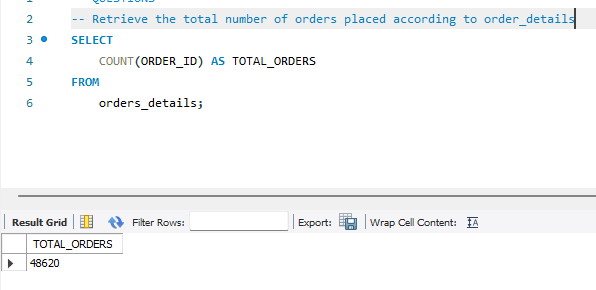 QUESTIONS
2 -- Retrieve the total number of orders placed according to order_details
3 SELECT
4 COUNT(ORDER_ID) AS TOTAL_ORDERS
5 FROM
6 orders_details;
Result Grid Filter Rows: Export: Wrap Cell Content: IA
TOTAL_ORDERS
48620